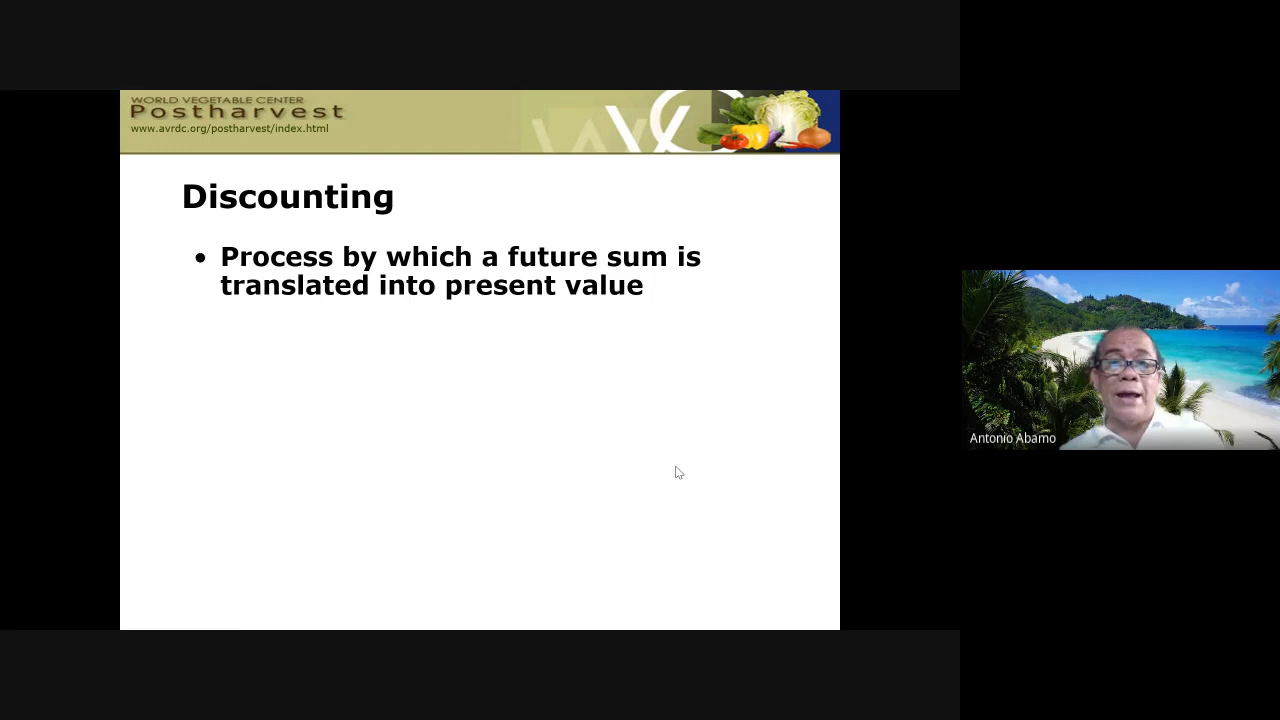 WORLD VEGETABLE CENTER
Postharvest
www.avrdc.org/postharvest/index.html
Discounting
• Process by which a future sum is
translated into present value
Antonio Abamo